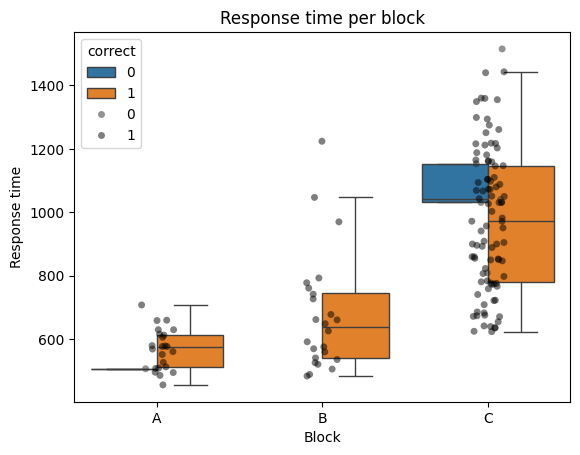 Response time per block
correct
0
1
0
1
1400
1200
1000
800
600
Response time
A B C
Block